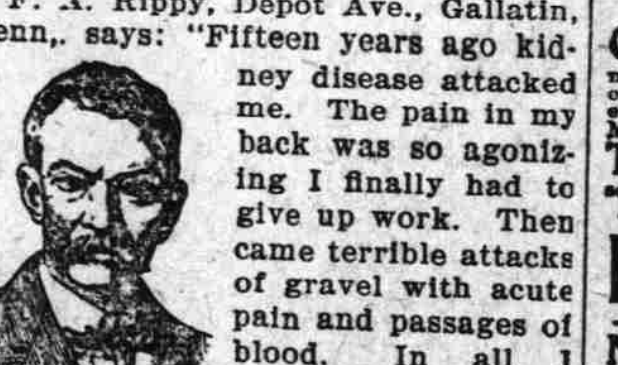 F. A. Rippy, Depot Ave., Gallatin,
enn,. says: "Fifteen years ago kid-
ney disease attacked
me. The pain in my
back was so agoniz-
ing I finally had to
give up work. Then
came terrible attacks
of gravel with acute
pain and passages of
blood. In all I